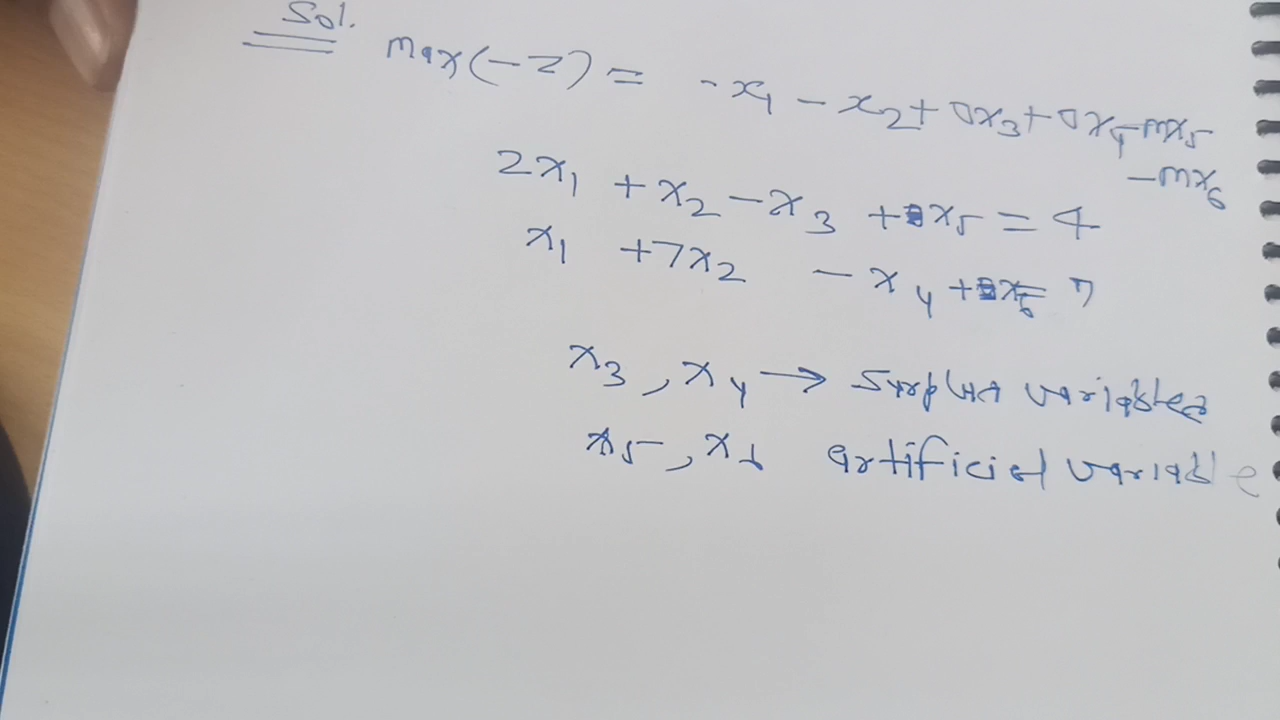 Sol.
Max(-Z) = -x1 - x2 + 0x3 + 0x4 - mx5
- mx6
2x1 + x2 - x3 + x5 = 4
x1 + 7x2 - x4 + x6 = 7
x3, x4 → Surplus variables
x5, x6 artificial variable